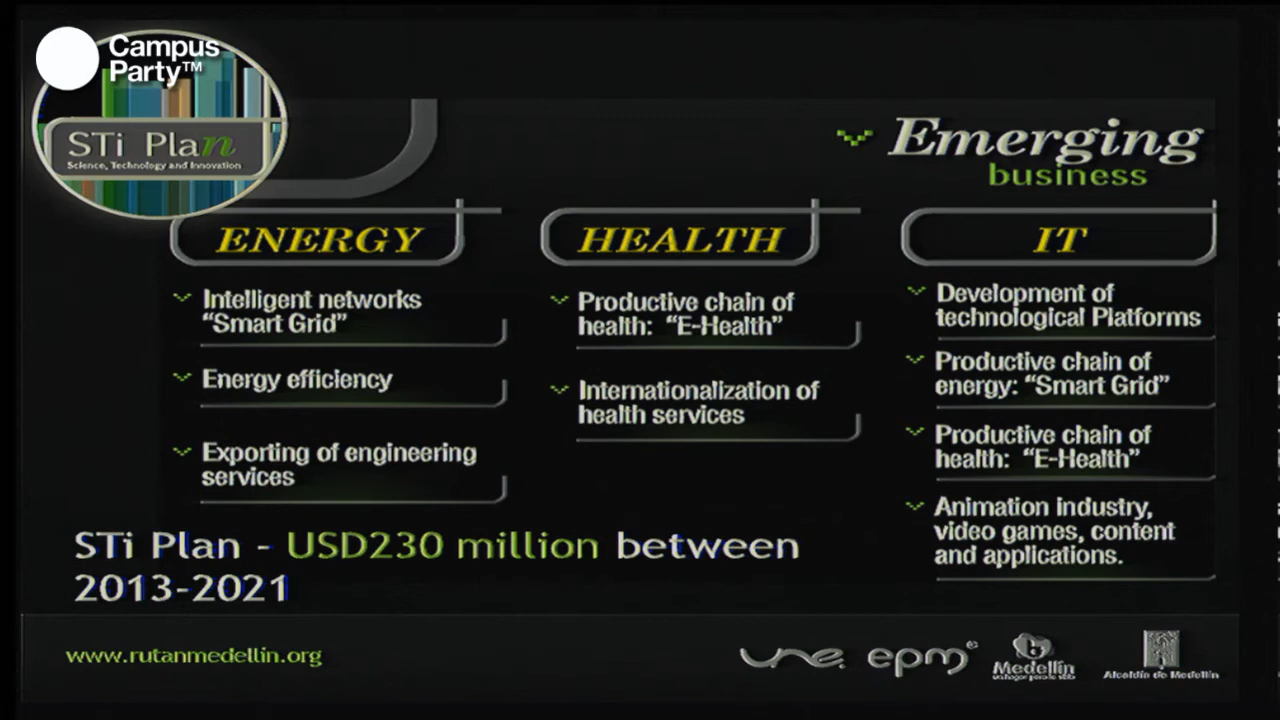 Campus
Party™
STi Plan
Science, Technology and Innovation
Emerging
business
ENERGY
Intelligent networks
“Smart Grid”
Energy efficiency
Exporting of engineering
services
HEALTH
Productive chain of
health: “E-Health”
Internationalization of
health services
IT
Development of
technological Platforms
Productive chain of
energy: “Smart Grid”
Productive chain of
health: “E-Health”
Animation industry,
video games, content
and applications.
STi Plan - USD230 million between
2013-2021
www.rutanmedellin.org
une
epm®
Medellín
Alcaldía de Medellín